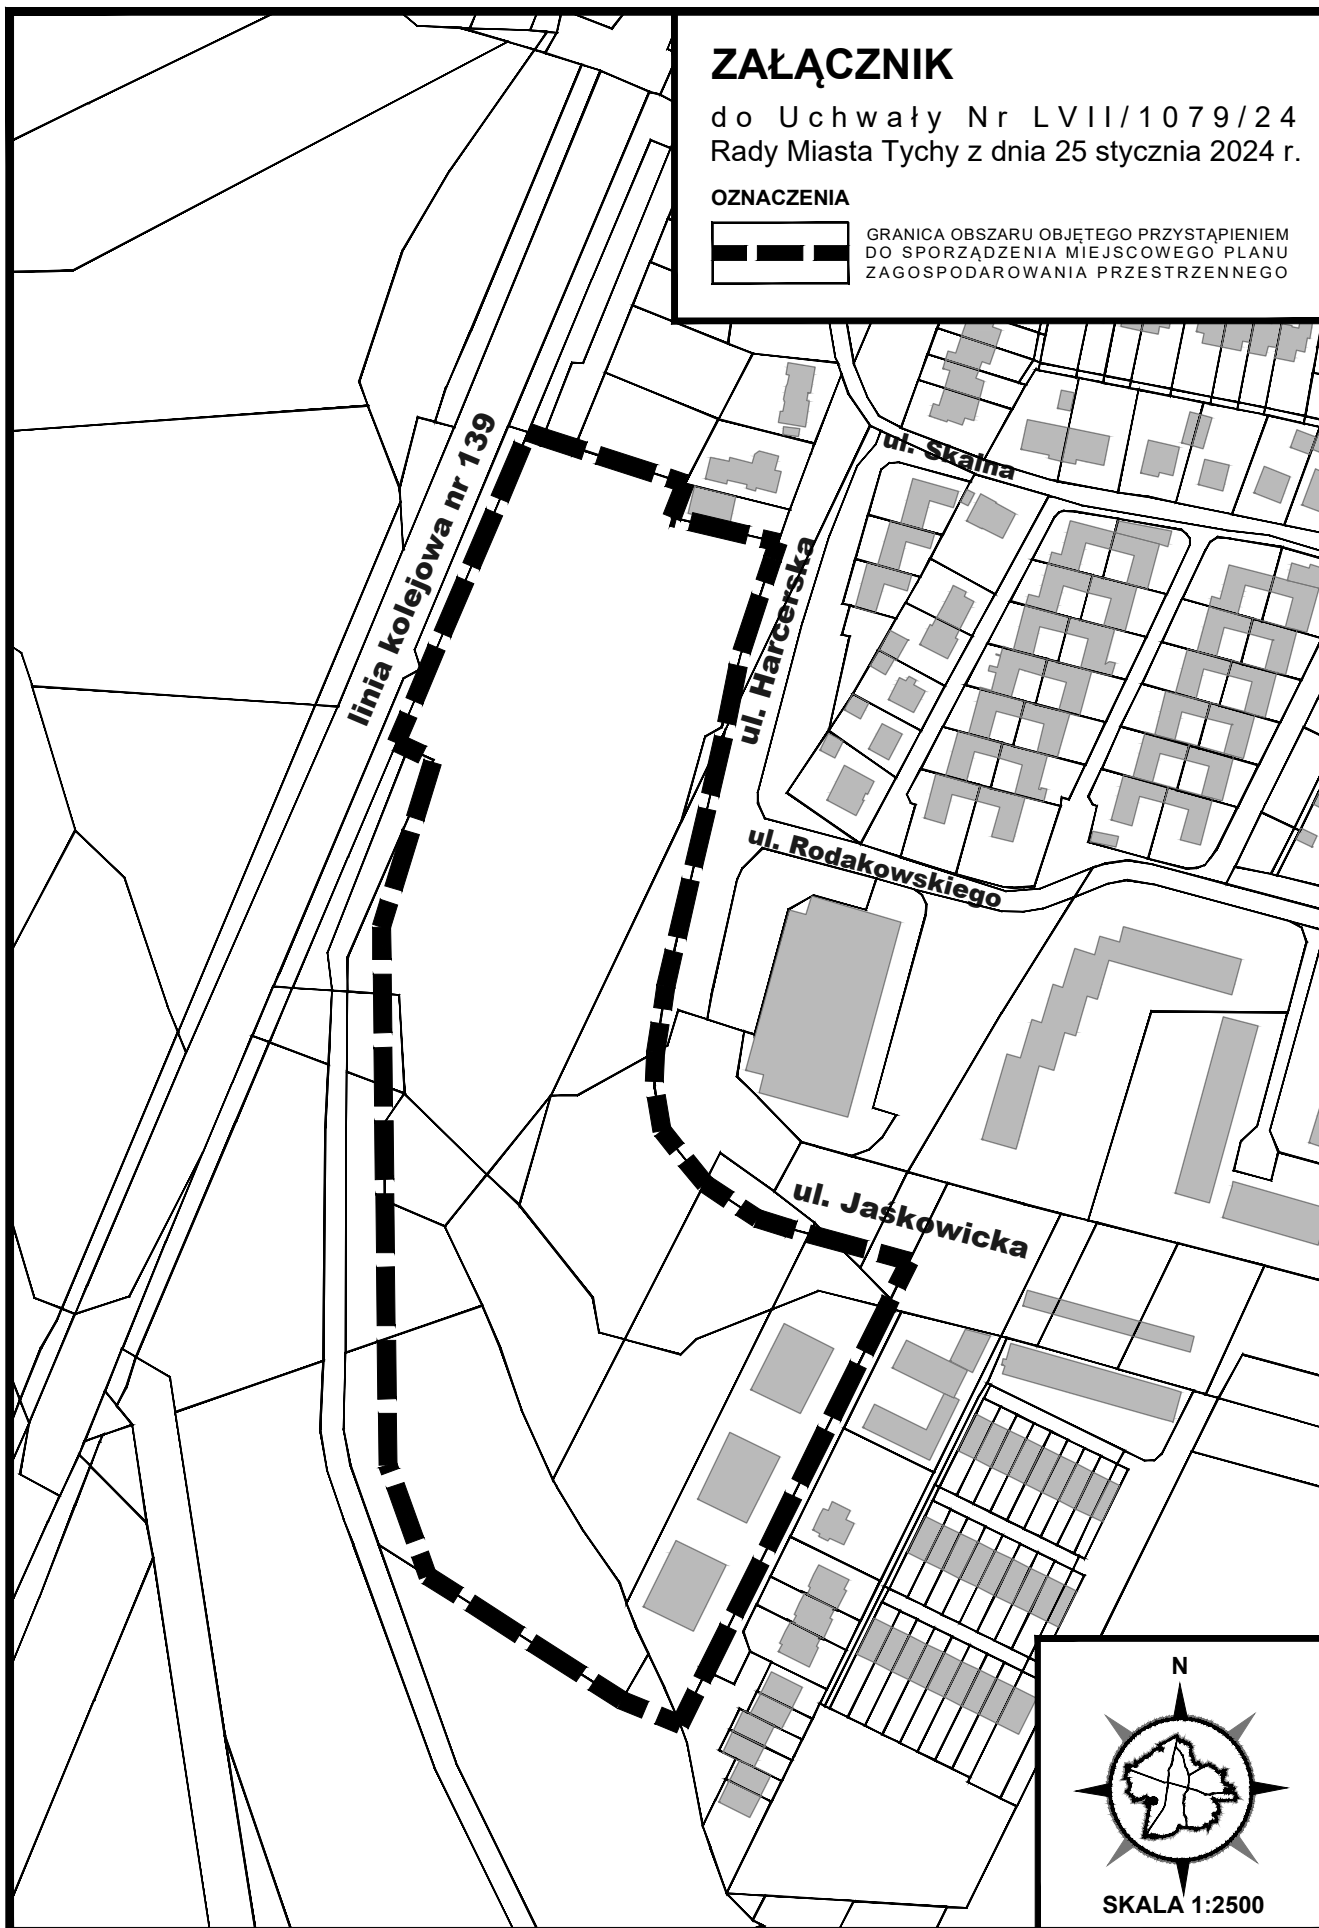 ZAŁĄCZNIK
do Uchwały Nr LVII/1079/24
Rady Miasta Tychy z dnia 25 stycznia 2024 r.
OZNACZENIA
GRANICA OBSZARU OBJĘTEGO PRZYSTĄPIENIEM
DO SPORZĄDZENIA MIEJSCOWEGO PLANU
ZAGOSPODAROWANIA PRZESTRZENNEGO
linia kolejowa nr 139
ul. Skalna
ul. Harcerska
ul. Rodakowskiego
ul. Jaśkowicka
N
SKALA 1:2500